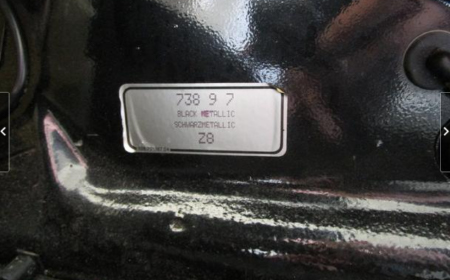 738 9 7
BLACK METALLIC
SCHWARZMETALLIC
Z8